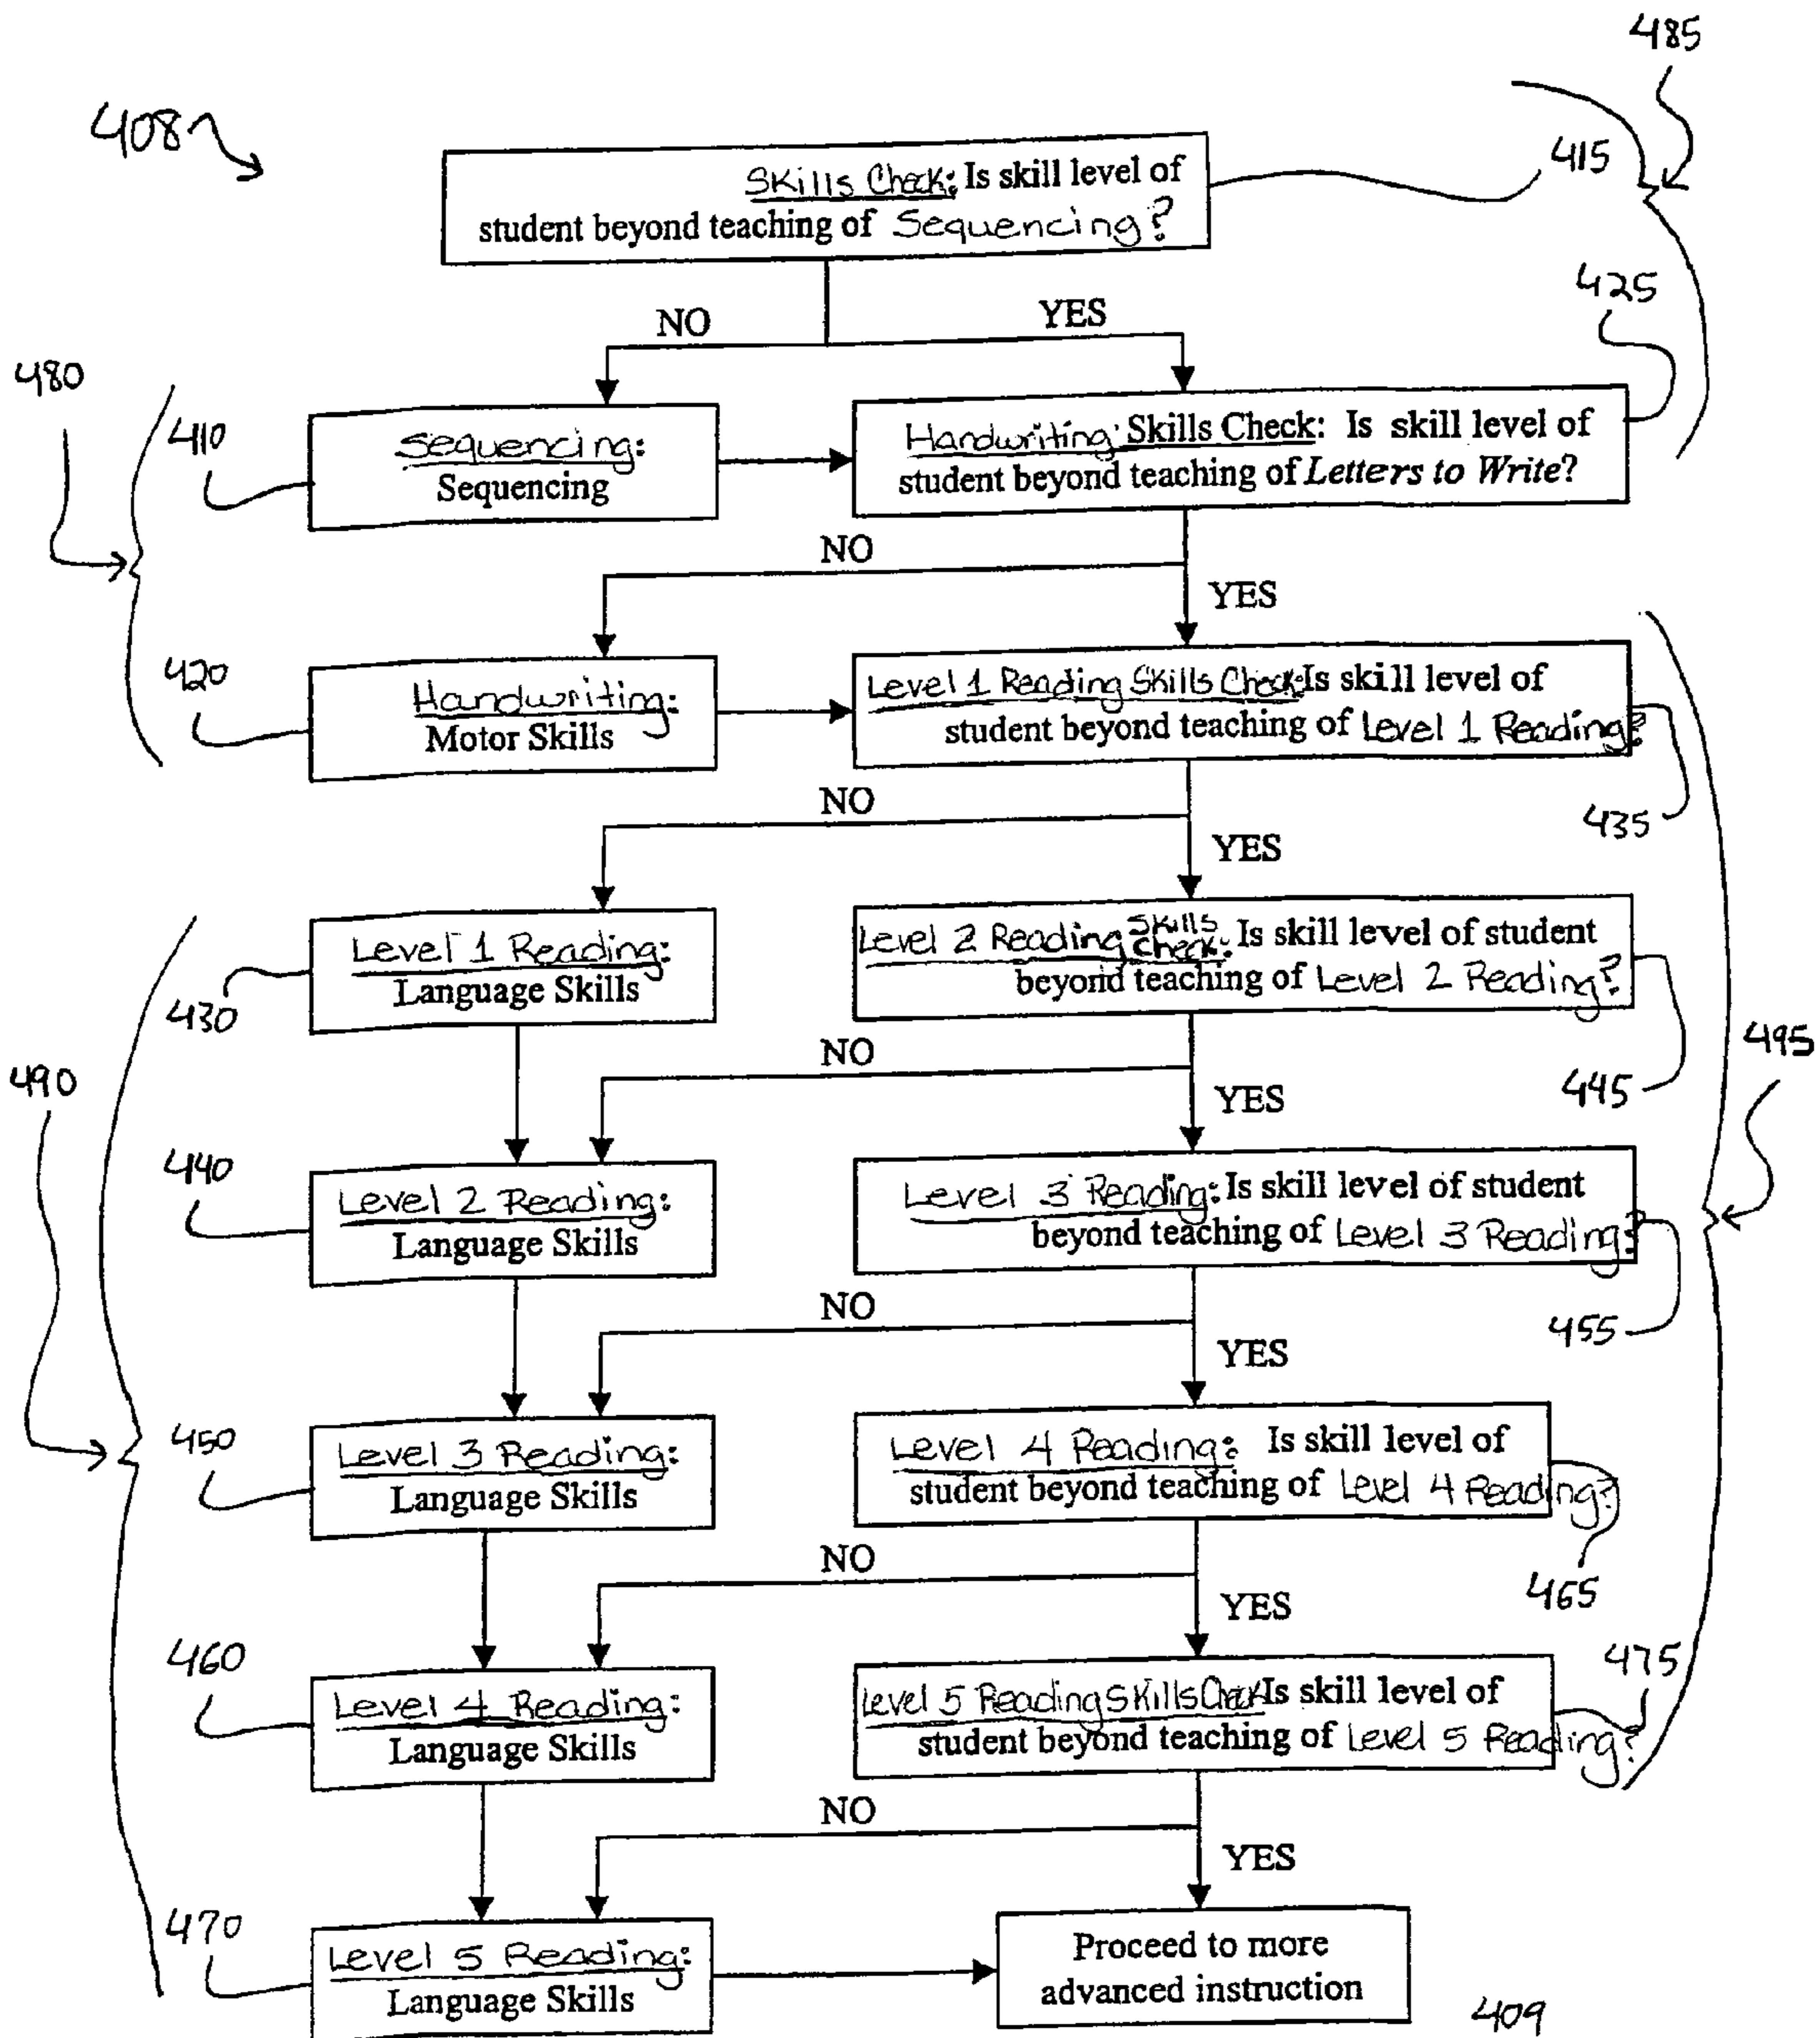 485
408
Skills Check: Is skill level of
student beyond teaching of Sequencing?
415
425
NO
YES
480
410
Sequencing:
Sequencing
Handwriting: Skills Check: Is skill level of
student beyond teaching of Letters to Write?
NO
YES
420
Handwriting:
Motor Skills
Level 1 Reading Skills Check: Is skill level of
student beyond teaching of Level 1 Reading?
435
NO
YES
430
Level 1 Reading:
Language Skills
Level 2 Reading Skills Check: Is skill level of student
beyond teaching of Level 2 Reading?
445
495
490
NO
YES
440
Level 2 Reading:
Language Skills
Level 3 Reading: Is skill level of student
beyond teaching of Level 3 Reading?
455
NO
YES
450
Level 3 Reading:
Language Skills
Level 4 Reading: Is skill level of
student beyond teaching of Level 4 Reading?
465
NO
YES
460
Level 4 Reading:
Language Skills
Level 5 Reading Skills Check Is skill level of
student beyond teaching of Level 5 Reading?
475
NO
YES
470
Level 5 Reading:
Language Skills
Proceed to more
advanced instruction
409